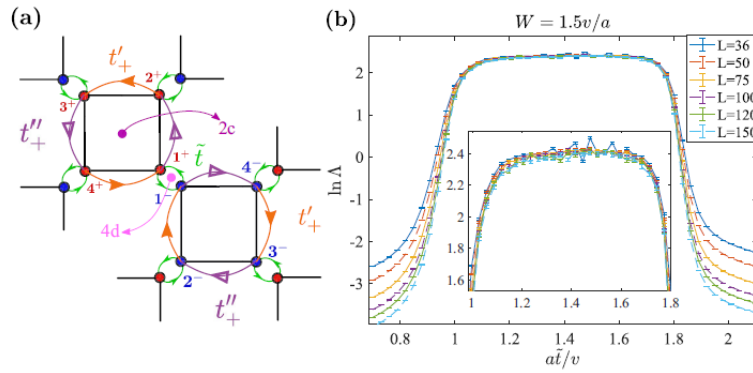 (a)
t′₊
2⁺
3⁺
t″₊
2c
1⁺
t̃
4⁺
4⁻
1⁻
4d
t′₊
3⁻
2⁻
t″₊
(b)
W = 1.5v/a
L=36
L=50
L=75
L=100
L=120
L=150
ln Λ
2
1
0
-1
-2
-3
2.4
2.2
2
1.8
1.6
1 1.2 1.4 1.6 1.8
0.8 1 1.2 1.4 1.6 1.8 2
at̃/v